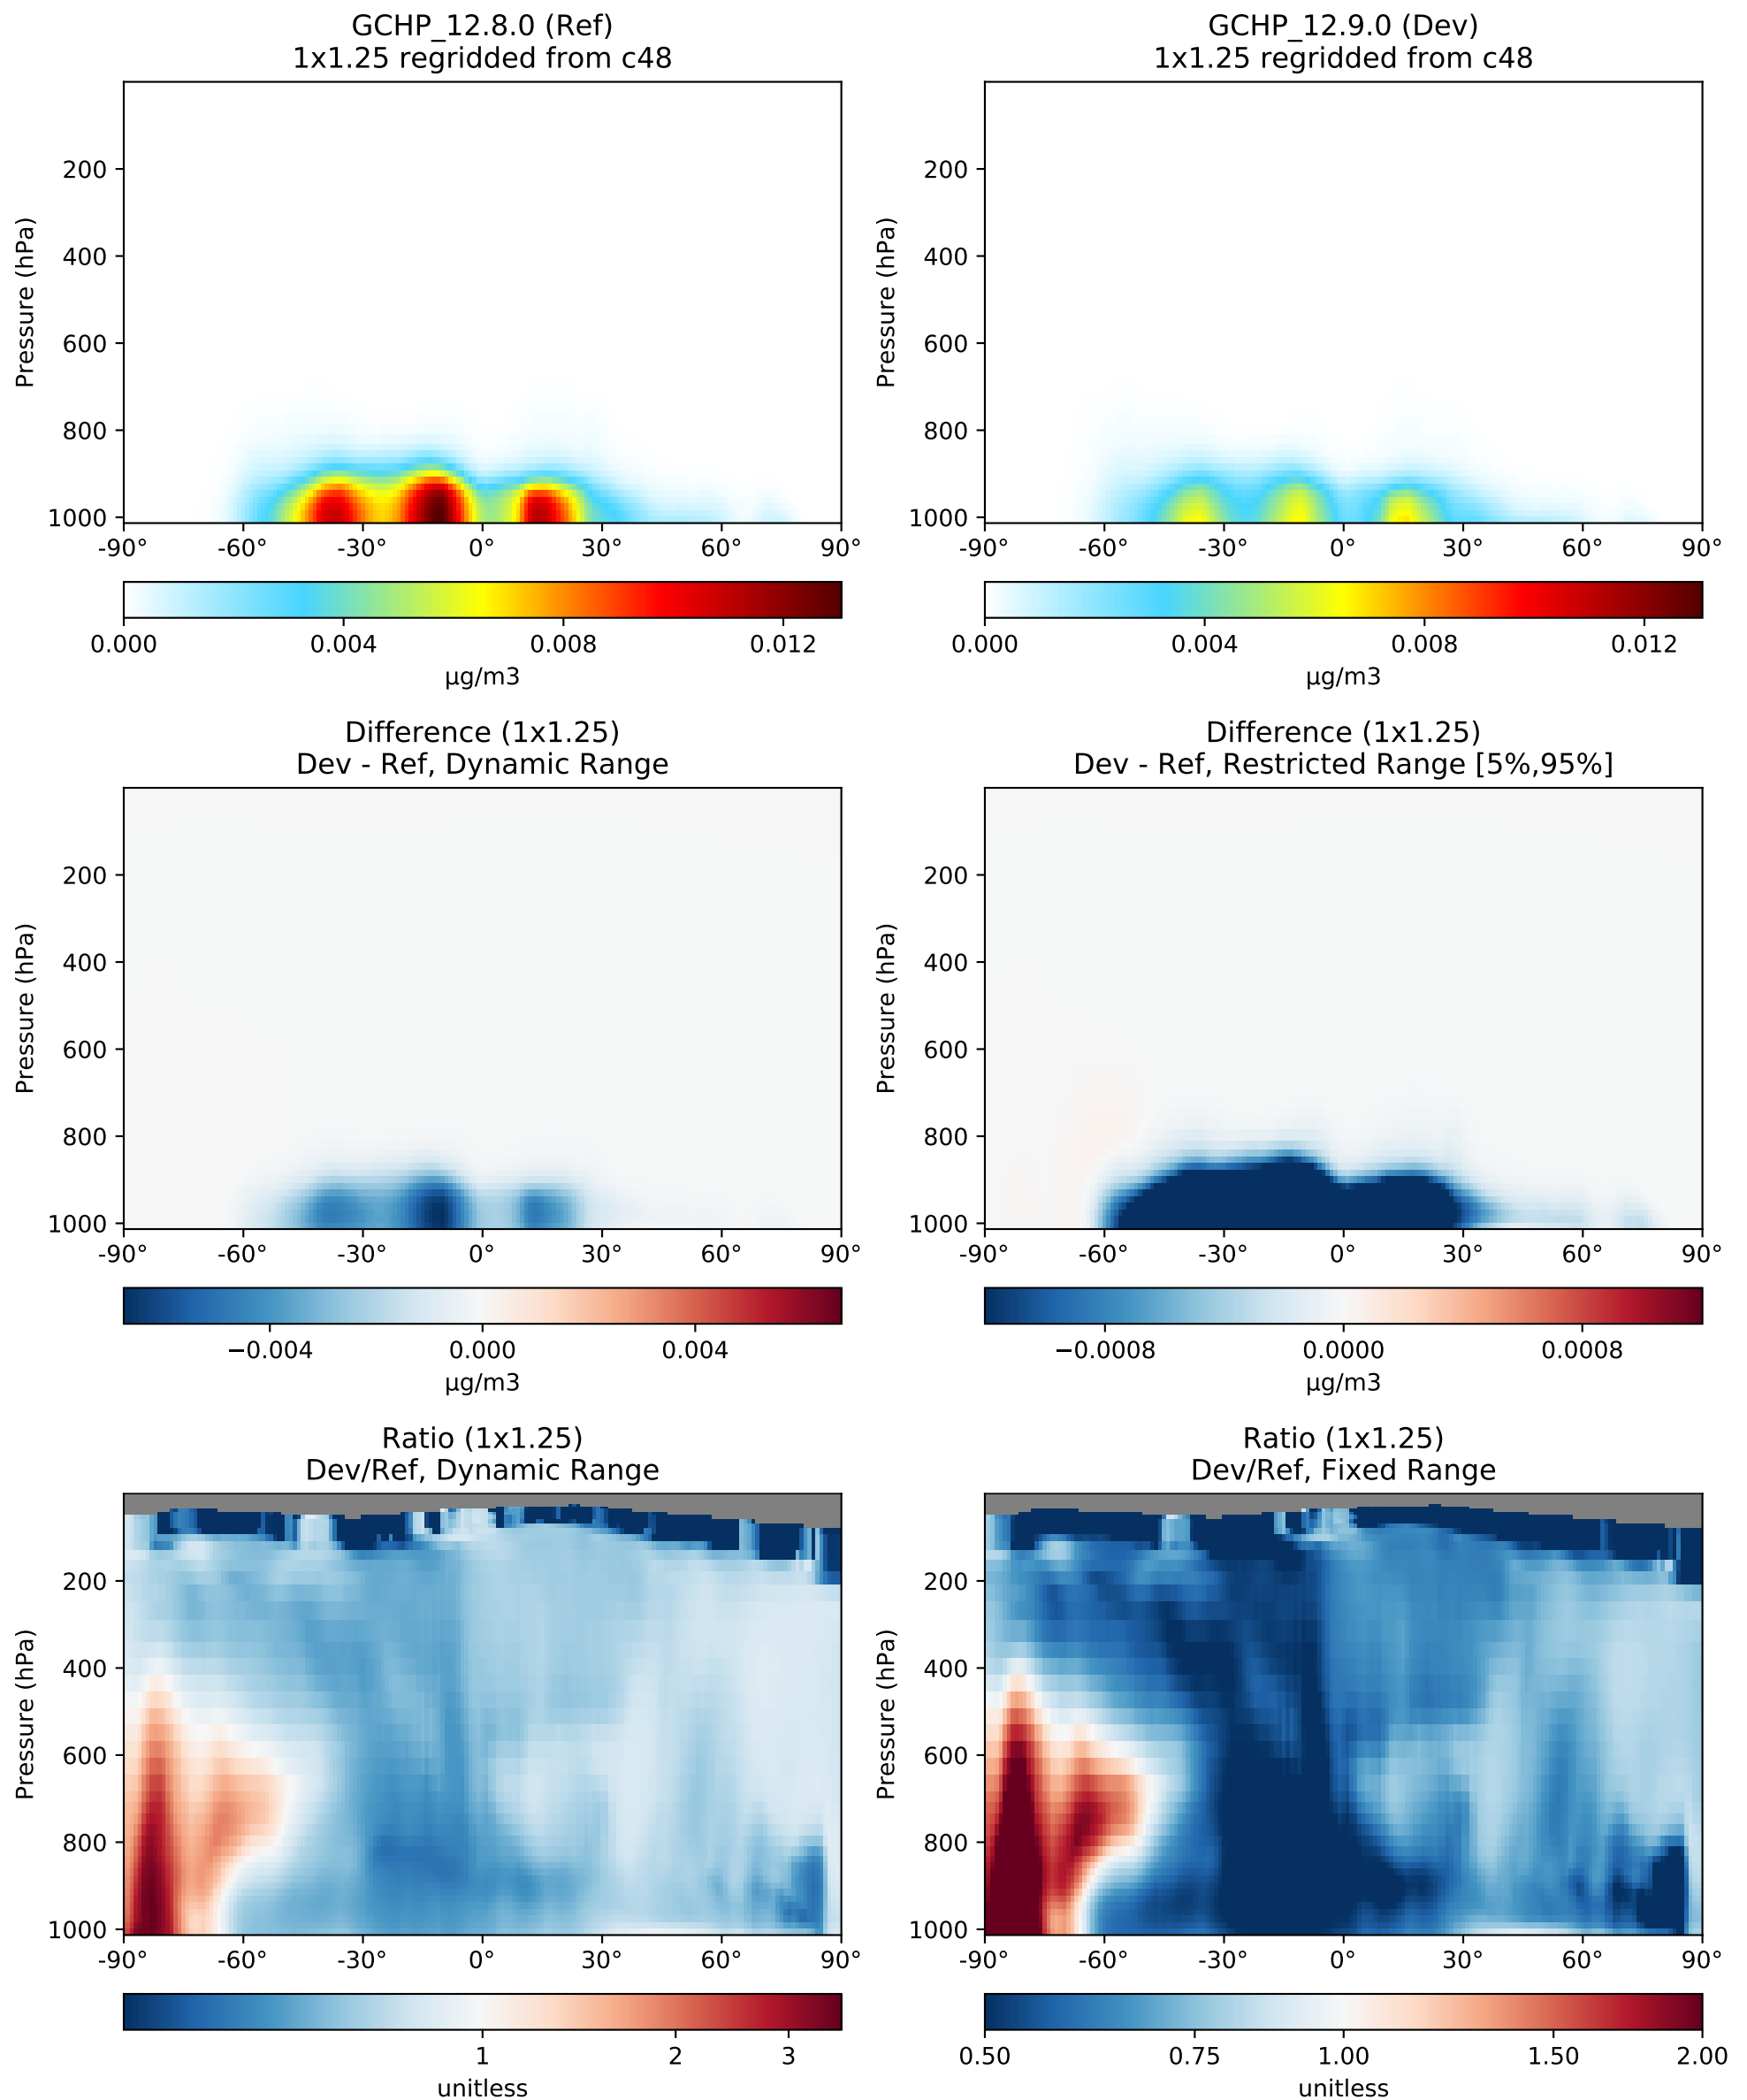 GCHP_12.8.0 (Ref)
1x1.25 regridded from c48
Pressure (hPa)
200
400
600
800
1000
-90° -60° -30° 0° 30° 60° 90°
0.000 0.004 0.008 0.012
µg/m3
GCHP_12.9.0 (Dev)
1x1.25 regridded from c48
Pressure (hPa)
200
400
600
800
1000
-90° -60° -30° 0° 30° 60° 90°
0.000 0.004 0.008 0.012
µg/m3
Difference (1x1.25)
Dev - Ref, Dynamic Range
Pressure (hPa)
200
400
600
800
1000
-90° -60° -30° 0° 30° 60° 90°
−0.004 0.000 0.004
µg/m3
Difference (1x1.25)
Dev - Ref, Restricted Range [5%,95%]
Pressure (hPa)
200
400
600
800
1000
-90° -60° -30° 0° 30° 60° 90°
−0.0008 0.0000 0.0008
µg/m3
Ratio (1x1.25)
Dev/Ref, Dynamic Range
Pressure (hPa)
200
400
600
800
1000
-90° -60° -30° 0° 30° 60° 90°
1 2 3
unitless
Ratio (1x1.25)
Dev/Ref, Fixed Range
Pressure (hPa)
200
400
600
800
1000
-90° -60° -30° 0° 30° 60° 90°
0.50 0.75 1.00 1.50 2.00
unitless